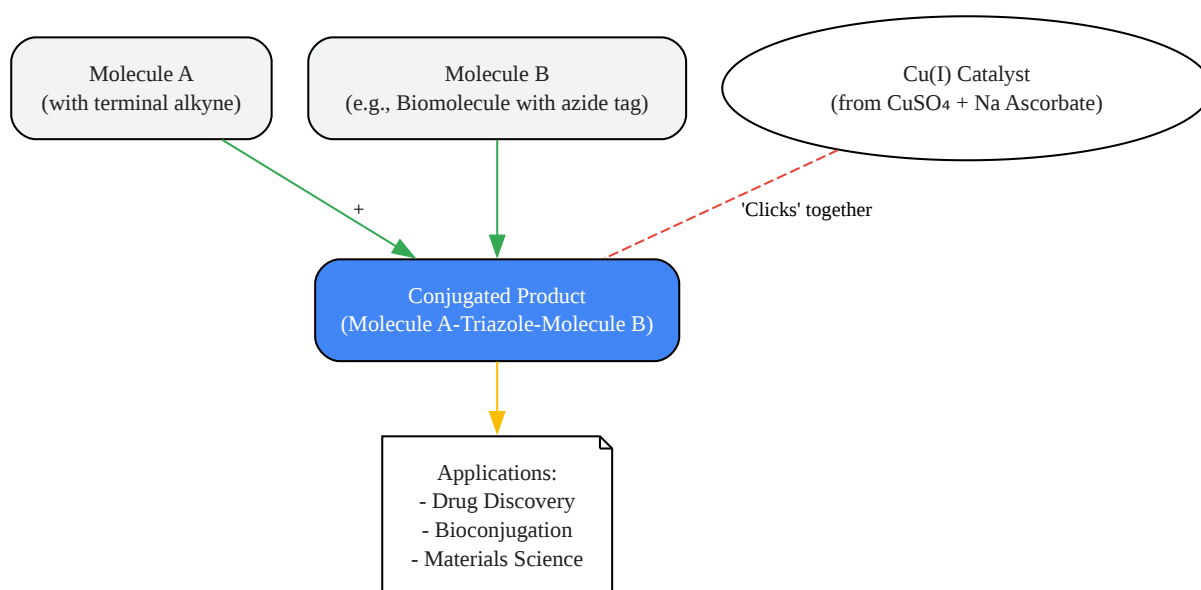 Molecule A
(with terminal alkyne)
Molecule B
(e.g., Biomolecule with azide tag)
Cu(I) Catalyst
(from CuSO₄ + Na Ascorbate)
+
'Clicks' together
Conjugated Product
(Molecule A-Triazole-Molecule B)
Applications:
- Drug Discovery
- Bioconjugation
- Materials Science